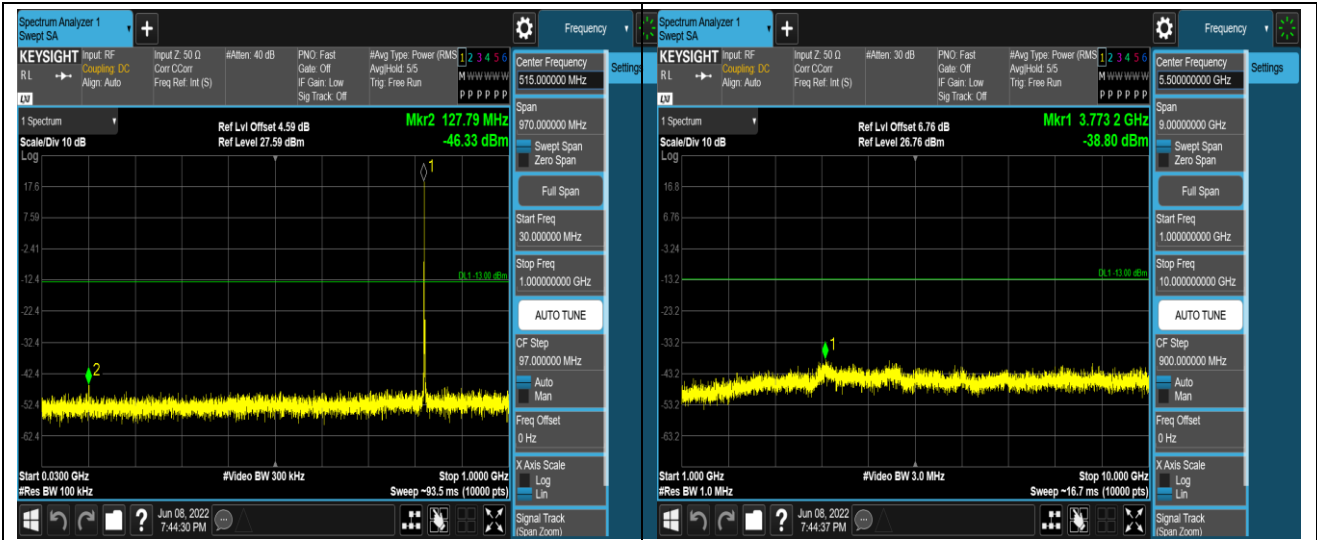 Spectrum Analyzer 1
Swept SA
+
Frequency
KEYSIGHT
RL
LXI
Input: RF
Coupling: DC
Align: Auto
Input Z: 50 Ω
Corr CCorr
Freq Ref: Int (S)
#Atten: 40 dB
PNO: Fast
Gate: Off
IF Gain: Low
Sig Track: Off
#Avg Type: Power (RMS
Avg|Hold: 5/5
Trig: Free Run
1 2 3 4 5 6
M W W W W W
P P P P P P
Center Frequency
515.000000 MHz
Settings
Span
970.000000 MHz
Swept Span
Zero Span
Full Span
Start Freq
30.000000 MHz
Stop Freq
1.000000000 GHz
AUTO TUNE
CF Step
97.000000 MHz
Auto
Man
Freq Offset
0 Hz
X Axis Scale
Log
Lin
Signal Track
(Span Zoom)
1 Spectrum
Scale/Div 10 dB
Log
Ref Lvl Offset 4.59 dB
Ref Level 27.59 dBm
Mkr2 127.79 MHz
-46.33 dBm
1
17.6
7.59
-2.41
DL1 -13.00 dBm
-12.4
-22.4
-32.4
-42.4
2
-52.4
-62.4
Start 0.0300 GHz
#Video BW 300 kHz
Stop 1.0000 GHz
#Res BW 100 kHz
Sweep ~93.5 ms (10000 pts)
?
Jun 08, 2022
7:44:30 PM
Spectrum Analyzer 1
Swept SA
+
Frequency
KEYSIGHT
RL
LXI
Input: RF
Coupling: DC
Align: Auto
Input Z: 50 Ω
Corr CCorr
Freq Ref: Int (S)
#Atten: 30 dB
PNO: Fast
Gate: Off
IF Gain: Low
Sig Track: Off
#Avg Type: Power (RMS
Avg|Hold: 5/5
Trig: Free Run
1 2 3 4 5 6
M W W W W W
P P P P P P
Center Frequency
5.500000000 GHz
Settings
Span
9.00000000 GHz
Swept Span
Zero Span
Full Span
Start Freq
1.000000000 GHz
Stop Freq
10.000000000 GHz
AUTO TUNE
CF Step
900.000000 MHz
Auto
Man
Freq Offset
0 Hz
X Axis Scale
Log
Lin
Signal Track
(Span Zoom)
1 Spectrum
Scale/Div 10 dB
Log
Ref Lvl Offset 6.76 dB
Ref Level 26.76 dBm
Mkr1 3.773 2 GHz
-38.80 dBm
16.8
6.76
-3.24
DL1 -13.00 dBm
-13.2
-23.2
-33.2
1
-43.2
-53.2
-63.2
Start 1.000 GHz
#Video BW 3.0 MHz
Stop 10.000 GHz
#Res BW 1.0 MHz
Sweep ~16.7 ms (10000 pts)
?
Jun 08, 2022
7:44:37 PM